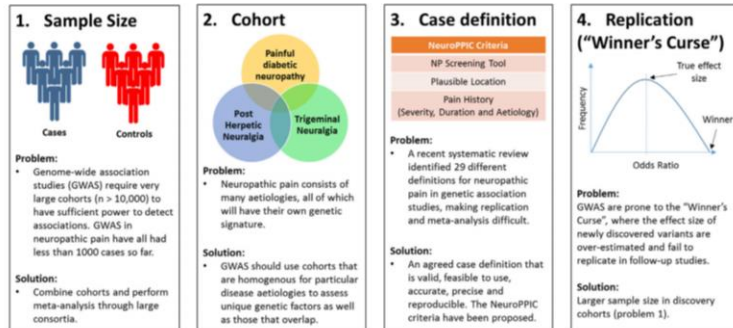 1. Sample Size
Cases
Controls
Problem:
• Genome-wide association
studies (GWAS) require very
large cohorts (n > 10,000) to
have sufficient power to detect
associations. GWAS in
neuropathic pain have all had
less than 1000 cases so far.
Solution:
• Combine cohorts and perform
meta-analysis through large
consortia.
2. Cohort
Painful
diabetic
neuropathy
Post
Herpetic
Neuralgia
Trigeminal
Neuralgia
Problem:
• Neuropathic pain consists of
many aetiologies, all of which
will have their own genetic
signature.
Solution:
• GWAS should use cohorts that
are homogenous for particular
disease aetiologies to assess
unique genetic factors as well
as those that overlap.
3. Case definition
NeuroPPIC Criteria
NP Screening Tool
Plausible Location
Pain History
(Severity, Duration and Aetiology)
Problem:
• A recent systematic review
identified 29 different
definitions for neuropathic
pain in genetic association
studies, making replication
and meta-analysis difficult.
Solution:
• An agreed case definition that
is valid, feasible to use,
accurate, precise and
reproducible. The NeuroPPIC
criteria have been proposed.
4. Replication
(“Winner’s Curse”)
True effect
size
Winner
Frequency
Odds Ratio
Problem:
GWAS are prone to the “Winner’s
Curse”, where the effect size of
newly discovered variants are
over-estimated and fail to
replicate in follow-up studies.
Solution:
Larger sample size in discovery
cohorts (problem 1).